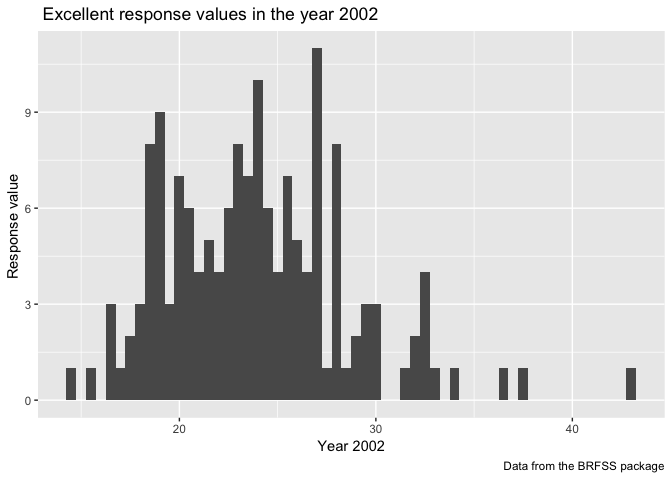 Excellent response values in the year 2002
Response value
9
6
3
0
20
30
40
Year 2002
Data from the BRFSS package